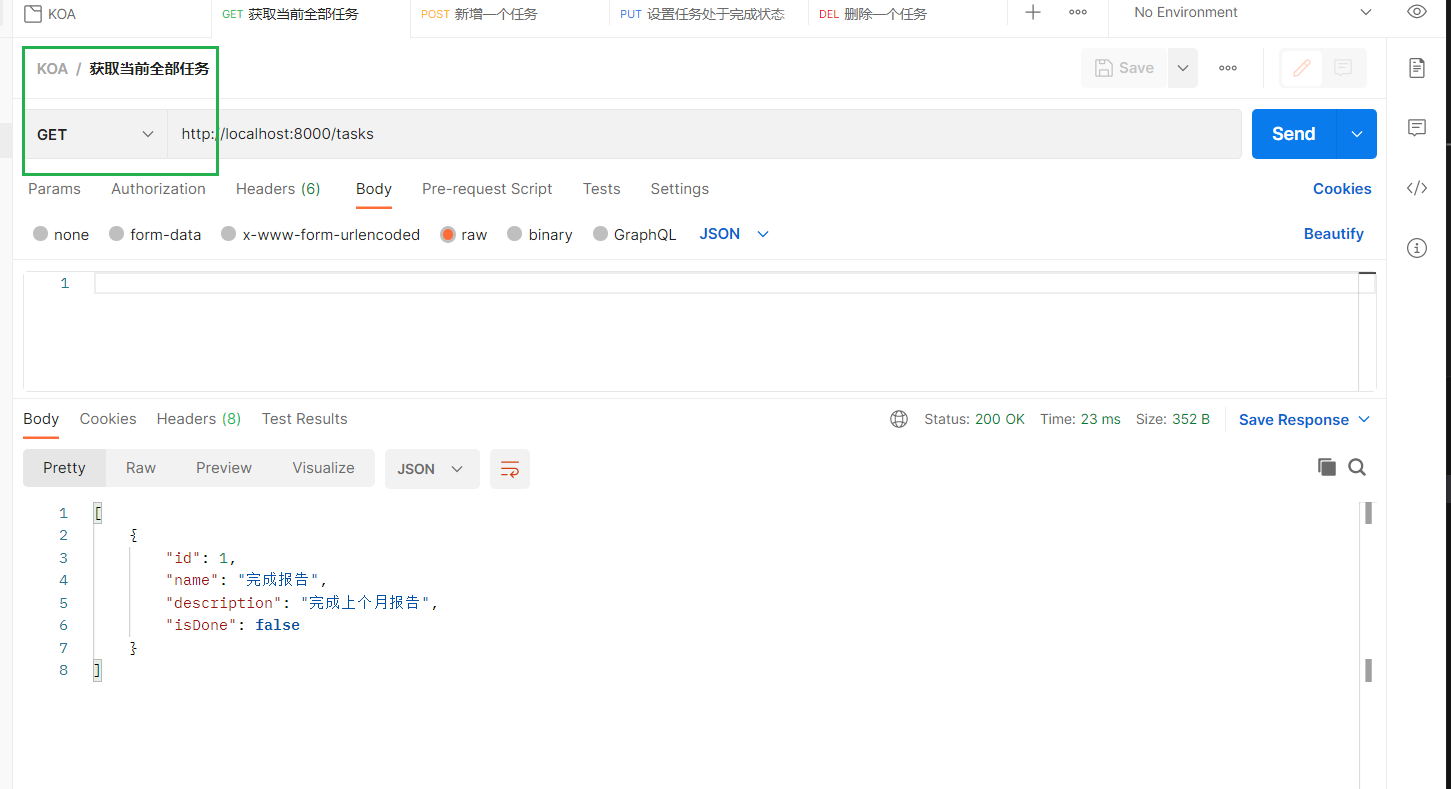 KOA GET 获取当前全部任务 POST 新增一个任务 PUT 设置任务处于完成状态 DEL 删除一个任务 No Environment
KOA / 获取当前全部任务 Save
GET http://localhost:8000/tasks Send
Params Authorization Headers (6) Body Pre-request Script Tests Settings Cookies
none form-data x-www-form-urlencoded raw binary GraphQL JSON Beautify
1
Body Cookies Headers (8) Test Results Status: 200 OK Time: 23 ms Size: 352 B Save Response
Pretty Raw Preview Visualize JSON
1 [
2 {
3 "id": 1,
4 "name": "完成报告",
5 "description": "完成上个月报告",
6 "isDone": false
7 }
8 ]